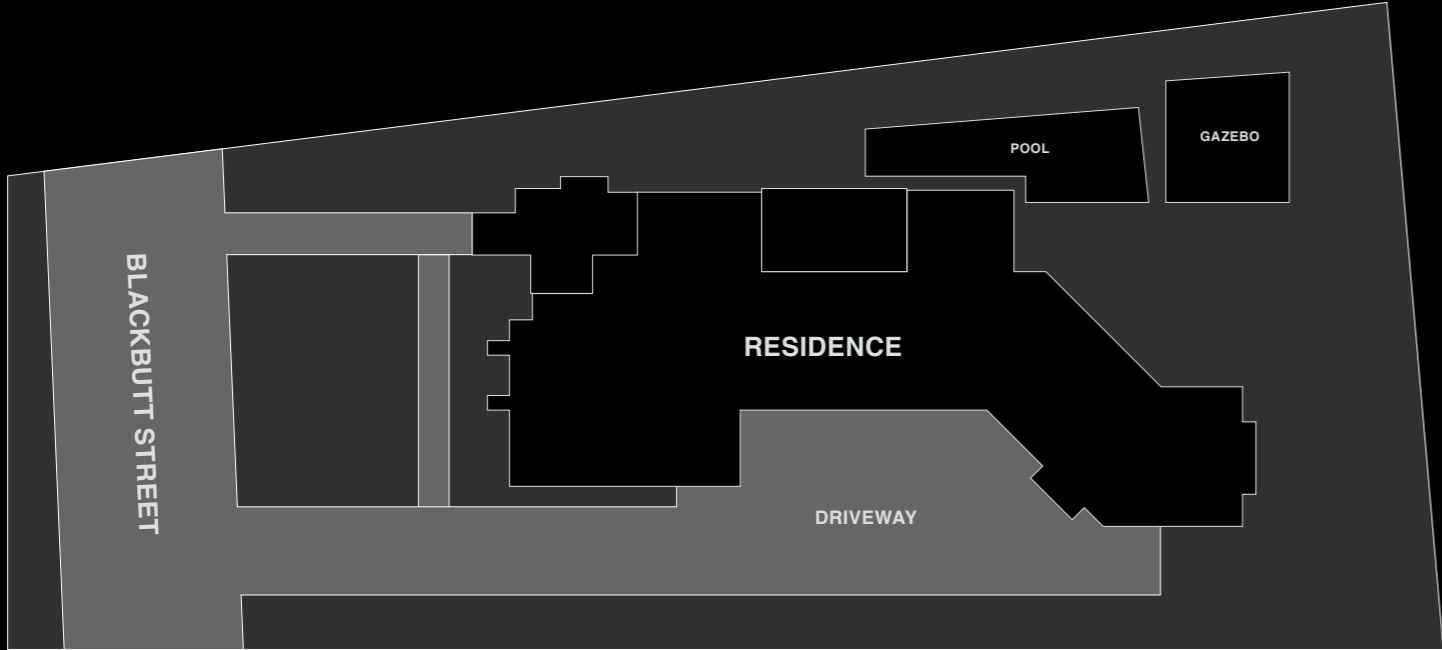 POOL
GAZEBO
BLACKBUTT STREET
RESIDENCE
DRIVEWAY